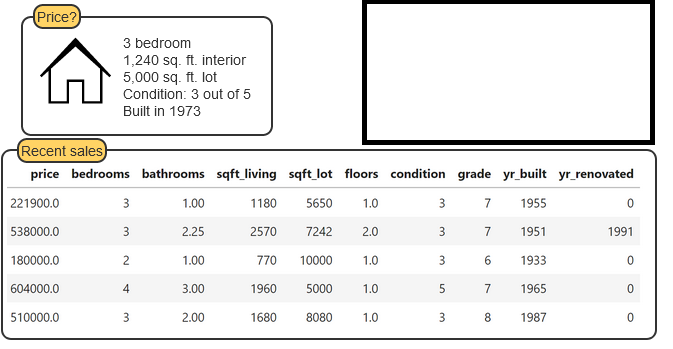 Price?
3 bedroom
1,240 sq. ft. interior
5,000 sq. ft. lot
Condition: 3 out of 5
Built in 1973
Recent sales
price bedrooms bathrooms sqft_living sqft_lot floors condition grade yr_built yr_renovated
221900.0 3 1.00 1180 5650 1.0 3 7 1955 0
538000.0 3 2.25 2570 7242 2.0 3 7 1951 1991
180000.0 2 1.00 770 10000 1.0 3 6 1933 0
604000.0 4 3.00 1960 5000 1.0 5 7 1965 0
510000.0 3 2.00 1680 8080 1.0 3 8 1987 0